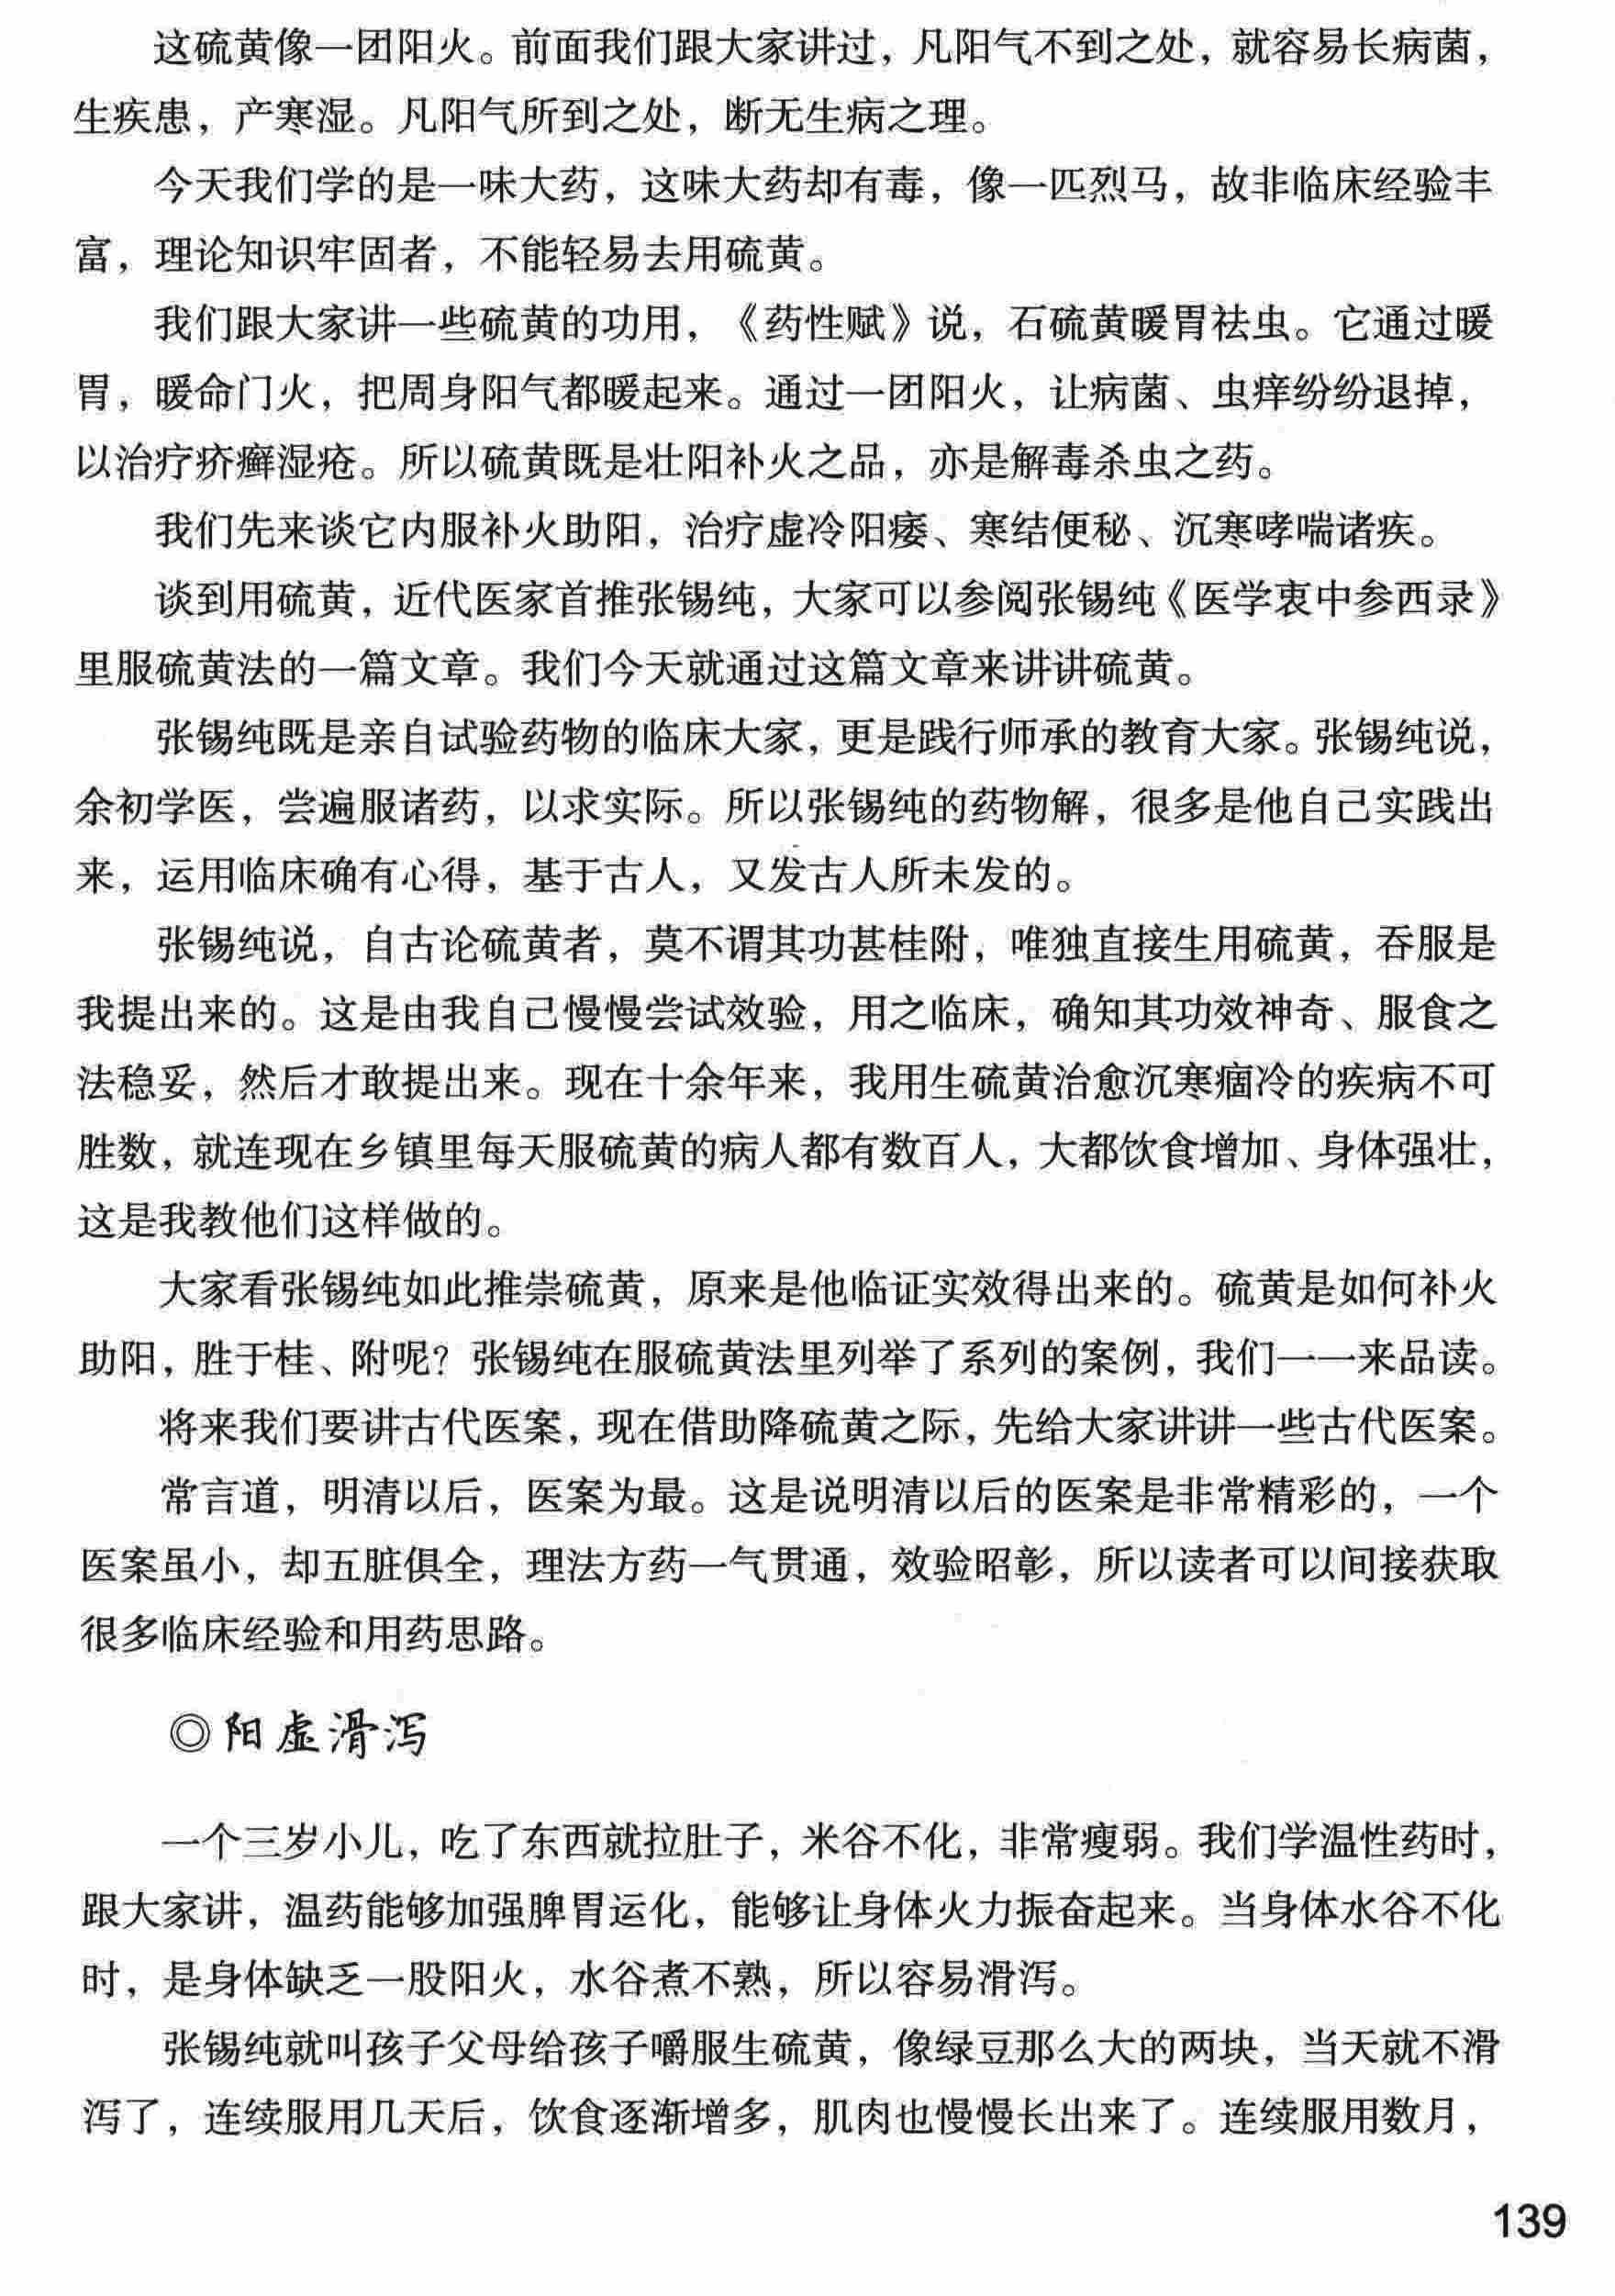 这硫黄像一团阳火。前面我们跟大家讲过，凡阳气不到之处，就容易长病菌，
生疾患，产寒湿。凡阳气所到之处，断无生病之理。
今天我们学的是一味大药，这味大药却有毒，像一匹烈马，故非临床经验丰
富，理论知识牢固者，不能轻易去用硫黄。
我们跟大家讲一些硫黄的功用，《药性赋》说，石硫黄暖胃祛虫。它通过暖
胃，暖命门火，把周身阳气都暖起来。通过一团阳火，让病菌、虫痒纷纷退掉，
以治疗疥癣湿疮。所以硫黄既是壮阳补火之品，亦是解毒杀虫之药。
我们先来谈它内服补火助阳，治疗虚冷阳痿、寒结便秘、沉寒哮喘诸疾。
谈到用硫黄，近代医家首推张锡纯，大家可以参阅张锡纯《医学衷中参西录》
里服硫黄法的一篇文章。我们今天就通过这篇文章来讲讲硫黄。
张锡纯既是亲自试验药物的临床大家，更是践行师承的教育大家。张锡纯说，
余初学医，尝遍服诸药，以求实际。所以张锡纯的药物解，很多是他自己实践出
来，运用临床确有心得，基于古人，又发古人所未发的。
张锡纯说，自古论硫黄者，莫不谓其功甚桂附，唯独直接生用硫黄，吞服是
我提出来的。这是由我自己慢慢尝试效验，用之临床，确知其功效神奇、服食之
法稳妥，然后才敢提出来。现在十余年来，我用生硫黄治愈沉寒痼冷的疾病不可
胜数，就连现在乡镇里每天服硫黄的病人都有数百人，大都饮食增加、身体强壮，
这是我教他们这样做的。
大家看张锡纯如此推崇硫黄，原来是他临证实效得出来的。硫黄是如何补火
助阳，胜于桂、附呢？张锡纯在服硫黄法里列举了系列的案例，我们一一来品读。
将来我们要讲古代医案，现在借助降硫黄之际，先给大家讲讲一些古代医案。
常言道，明清以后，医案为最。这是说明清以后的医案是非常精彩的，一个
医案虽小，却五脏俱全，理法方药一气贯通，效验昭彰，所以读者可以间接获取
很多临床经验和用药思路。
◎阳虚滑泻
一个三岁小儿，吃了东西就拉肚子，米谷不化，非常瘦弱。我们学温性药时，
跟大家讲，温药能够加强脾胃运化，能够让身体火力振奋起来。当身体水谷不化
时，是身体缺乏一股阳火，水谷煮不熟，所以容易滑泻。
张锡纯就叫孩子父母给孩子嚼服生硫黄，像绿豆那么大的两块，当天就不滑
泻了，连续服用几天后，饮食逐渐增多，肌肉也慢慢长出来了。连续服用数月，
139